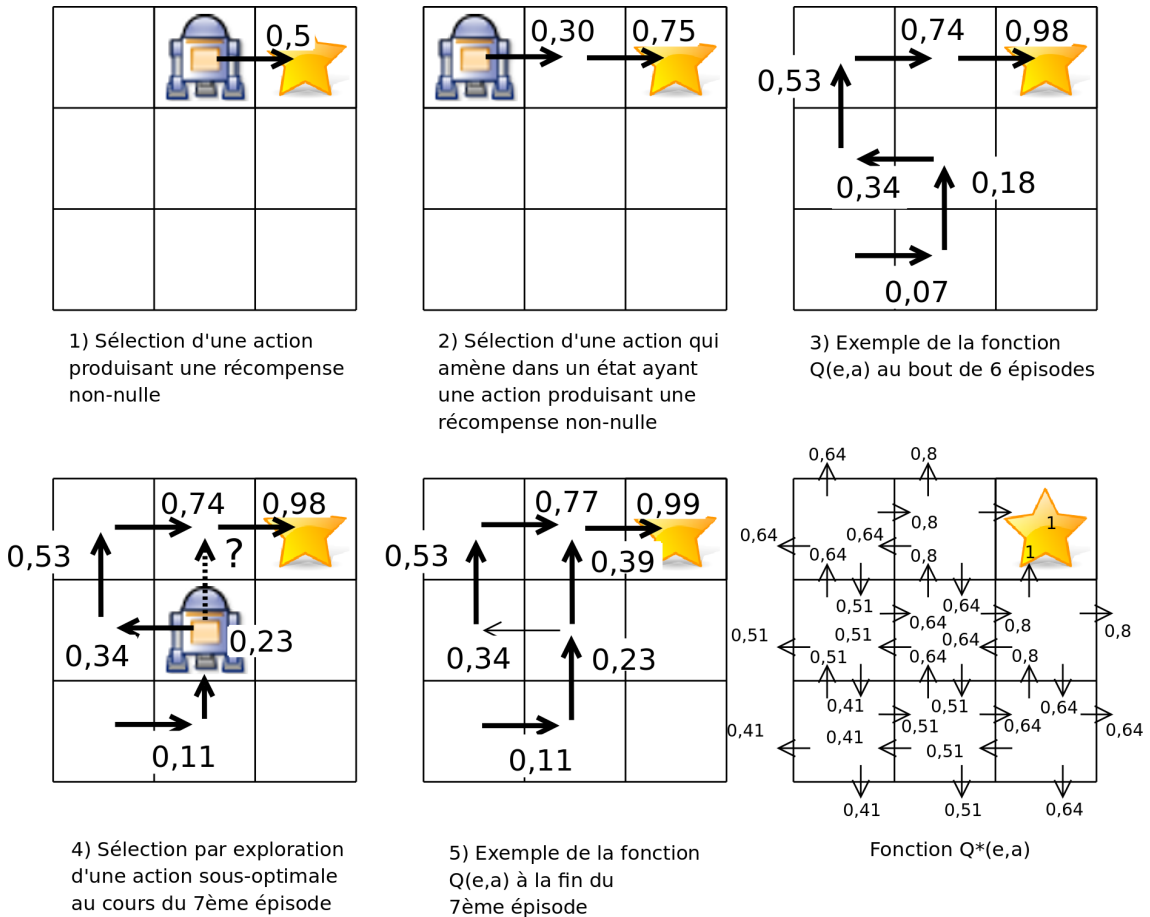 0,5
1) Sélection d'une action
produisant une récompense
non-nulle
0,30 0,75
2) Sélection d'une action qui
amène dans un état ayant
une action produisant une
récompense non-nulle
0,74 0,98
0,53
0,34 0,18
0,07
3) Exemple de la fonction
Q(e,a) au bout de 6 épisodes
0,74 0,98
0,53 ?
0,34 0,23
0,11
4) Sélection par exploration
d'une action sous-optimale
au cours du 7ème épisode
0,77 0,99
0,53 0,39
0,34 0,23
0,11
5) Exemple de la fonction
Q(e,a) à la fin du
7ème épisode
0,64 0,8
0,8 1
0,64 0,64
0,64 0,8 1
0,51 0,64
0,64 0,8 0,8
0,51 0,51 0,64
0,51 0,64 0,8
0,41 0,51 0,64
0,51 0,64 0,64
0,41 0,41 0,51
0,41 0,51 0,64
Fonction Q*(e,a)